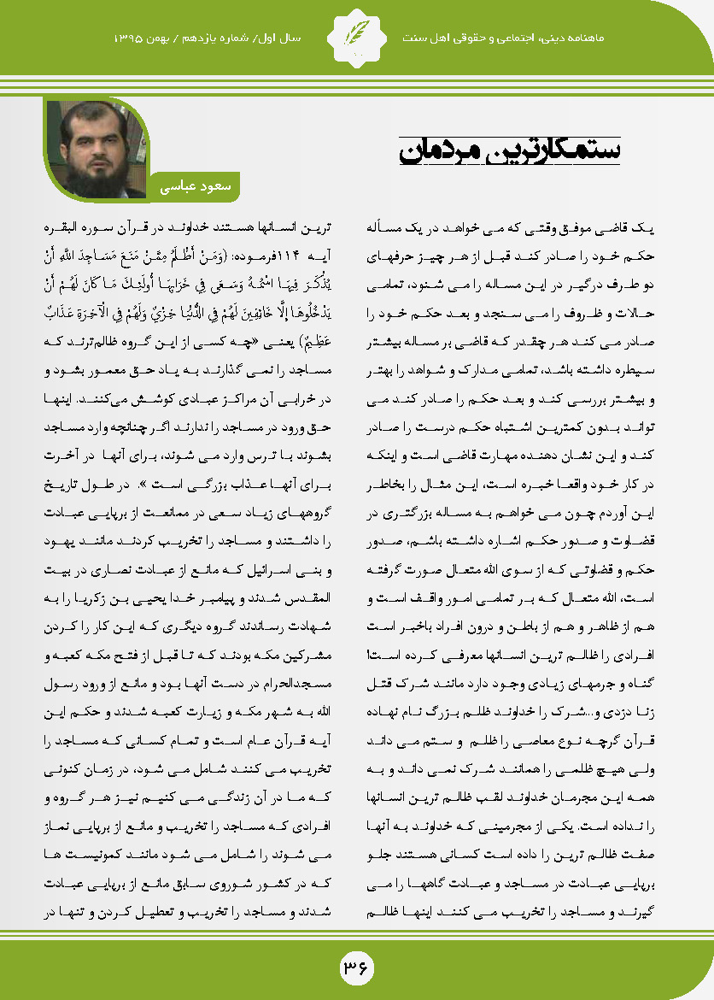 ماهنامه دینی، اجتماعی و حقوقی اهل سنت
سال اول/ شماره یازدهم / بهمن ۱۳۹۵
ستمکارترین مردمان
سعود عباسی
یک قاضی موفق وقتی که می خواهد در یک مسأله
حکم خود را صادر کند قبل از هر چیز حرفهای
دو طرف درگیر در این مساله را می شنود، تمامی
حالات و ظروف را می سنجد و بعد حکم خود را
صادر می کند هر چقدر که قاضی بر مساله بیشتر
سیطره داشته باشد، تمامی مدارک و شواهد را بهتر
و بیشتر بررسی کند و بعد حکم را صادر کند می
تواند بدون کمترین اشتباه حکم درست را صادر
کند و این نشان دهنده مهارت قاضی است و اینکه
در کار خود واقعا خبره است، این مثال را بخاطر
این آوردم چون می خواهم به مساله بزرگتری در
قضاوت و صدور حکم اشاره داشته باشم، صدور
حکم و قضاوتی که از سوی الله متعال صورت گرفته
است، الله متعال که بر تمامی امور واقف است و
هم از ظاهر و هم از باطن و درون افراد باخبر است
افرادی را ظالم ترین انسانها معرفی کرده است!
گناه و جرمهای زیادی وجود دارد مانند شرک قتل
زنا دزدی و...شرک را خداوند ظلم بزرگ نام نهاده
قرآن گرچه نوع معاصی را ظلم و ستم می داند
ولی هیچ ظلمی را همانند شرک نمی داند و به
همه این مجرمان خداوند لقب ظالم ترین انسانها
را نداده است. یکی از مجرمینی که خداوند به آنها
صفت ظالم ترین را داده است کسانی هستند جلو
برپایی عبادت در مساجد و عبادت گاهها را می
گیرند و مساجد را تخریب می کنند اینها ظالم
ترین انسانها هستند خداوند در قرآن سوره البقره
آیه ۱۱۴ فرموده: (وَمَنْ أَظْلَمُ مِمَّنْ مَنَعَ مَسَاجِدَ اللَّهِ أَنْ
يُذْكَرَ فِيهَا اسْمُهُ وَسَعَى فِي خَرَابِهَا أُولَئِكَ مَا كَانَ لَهُمْ أَنْ
يَدْخُلُوهَا إِلَّا خَائِفِينَ لَهُمْ فِي الدُّنْيَا خِزْيٌ وَلَهُمْ فِي الْآخِرَةِ عَذَابٌ
عَظِيمٌ) یعنی «چه کسی از این گروه ظالم‌ترند که
مساجد را نمی گذارند به یاد حق معمور بشود و
در خرابی آن مراکز عبادی کوشش می‌کنند. اینها
حق ورود در مساجد را ندارند اگر چنانچه وارد مساجد
بشوند با ترس وارد می شوند، برای آنها در آخرت
برای آنها عذاب بزرگی است ». در طول تاریخ
گروههای زیاد سعی در ممانعت از برپایی عبادت
را داشتند و مساجد را تخریب کردند مانند یهود
و بنی اسرائیل که مانع از عبادت نصاری در بیت
المقدس شدند و پیامبر خدا یحیی بن زکریا را به
شهادت رساندند گروه دیگری که این کار را کردن
مشرکین مکه بودند که تا قبل از فتح مکه کعبه و
مسجدالحرام در دست آنها بود و مانع از ورود رسول
الله به شهر مکه و زیارت کعبه شدند و حکم این
آیه قرآن عام است و تمام کسانی که مساجد را
تخریب می کنند شامل می شود، در زمان کنونی
که ما در آن زندگی می کنیم نیز هر گروه و
افرادی که مساجد را تخریب و مانع از برپایی نماز
می شوند را شامل می شود مانند کمونیست ها
که در کشور شوروی سابق مانع از برپایی عبادت
شدند و مساجد را تخریب و تعطیل کردن و تنها در
۳۶